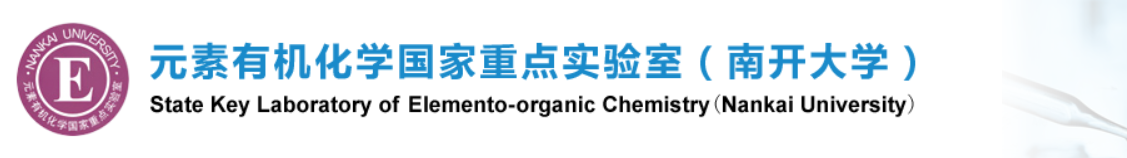 NANKAI UNIVERSITY
E
元素有机化学国家重点实验室
元素有机化学国家重点实验室（南开大学）
State Key Laboratory of Elemento-organic Chemistry（Nankai University）